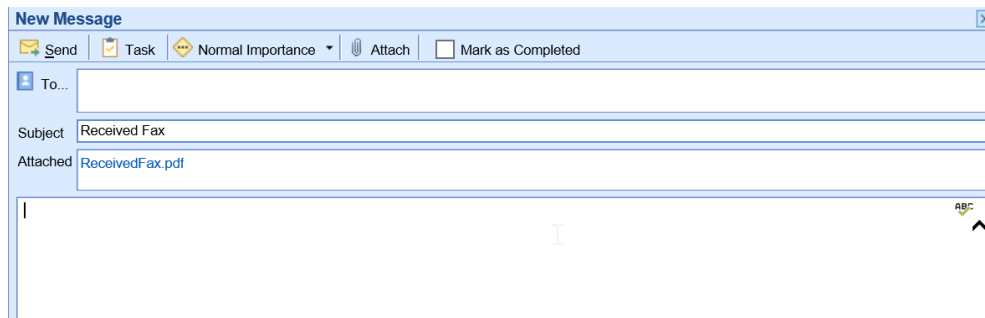 New Message
Send Task Normal Importance Attach Mark as Completed
To...
Subject Received Fax
Attached ReceivedFax.pdf
ABC